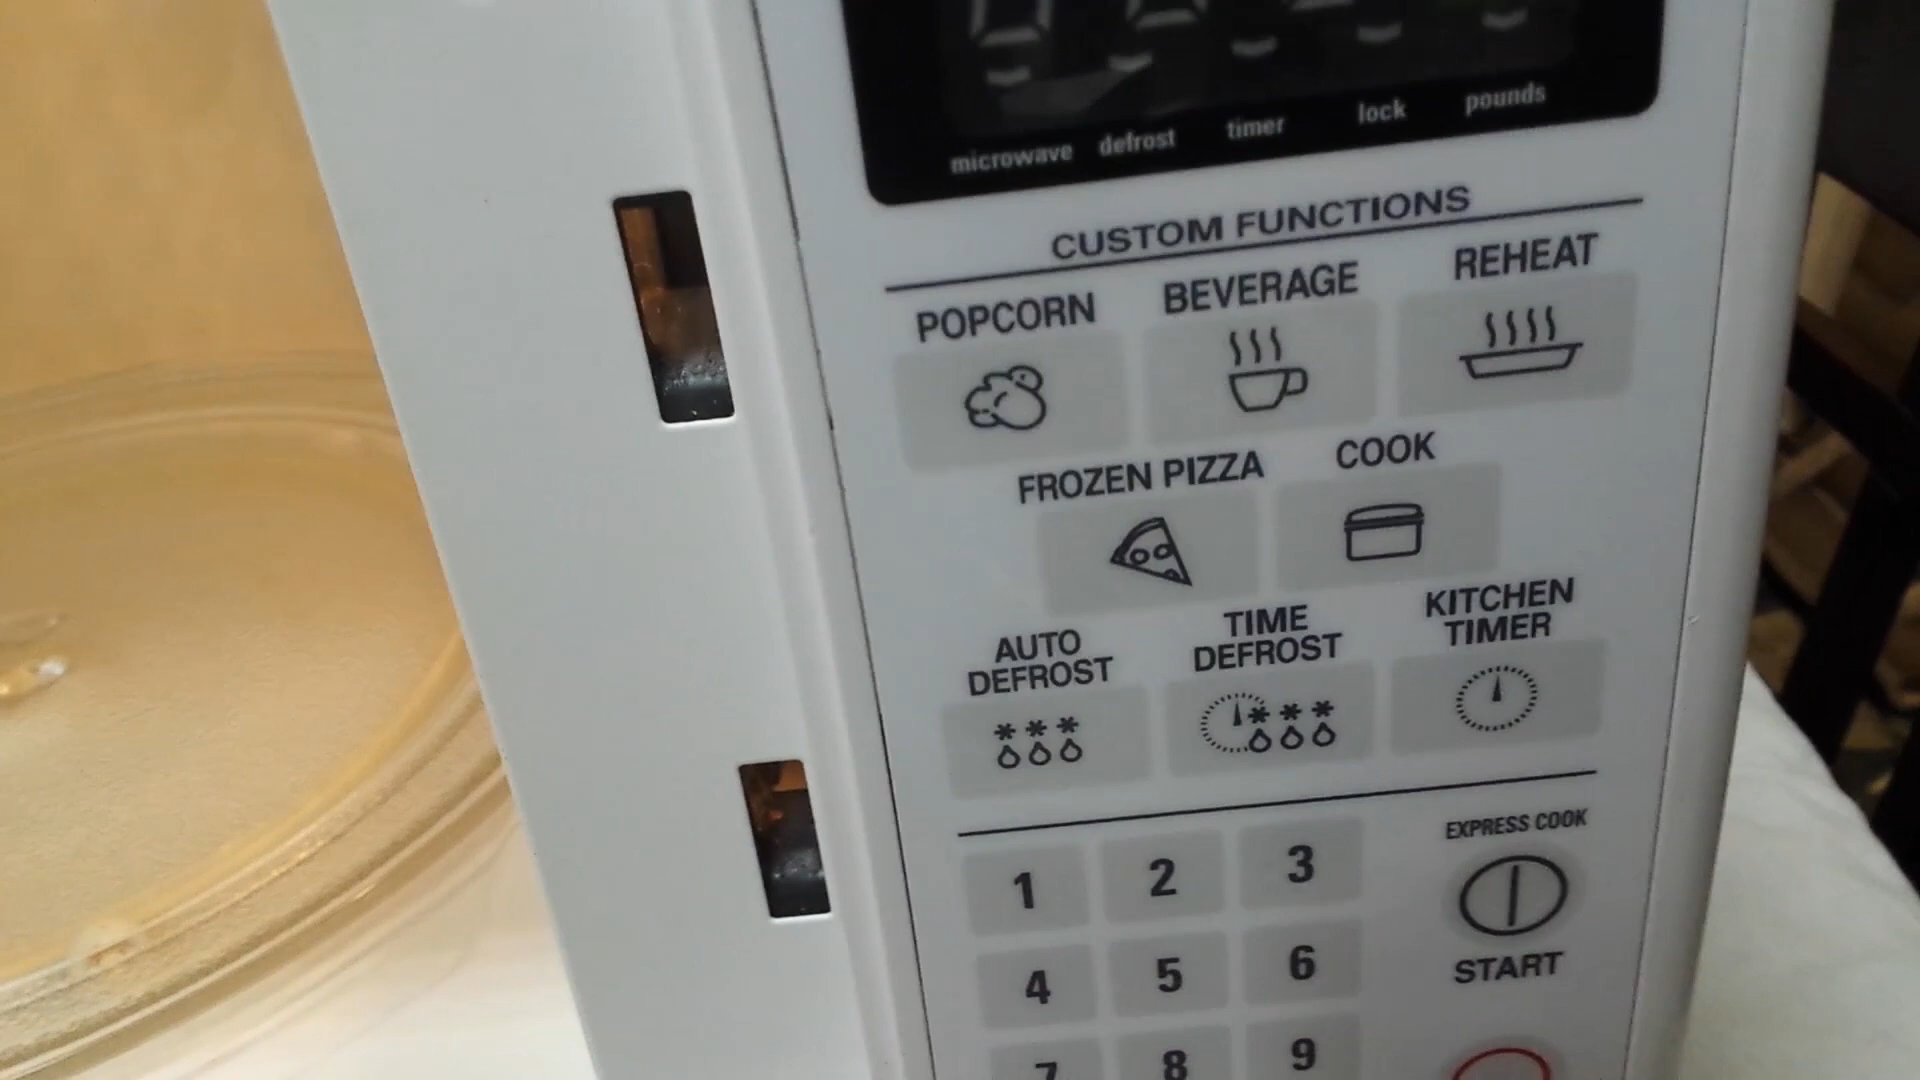 microwave defrost timer lock pounds
CUSTOM FUNCTIONS
POPCORN BEVERAGE REHEAT
FROZEN PIZZA COOK
AUTO DEFROST
TIME DEFROST
KITCHEN TIMER
EXPRESS COOK
1 2 3
START
4 5 6
7 8 9